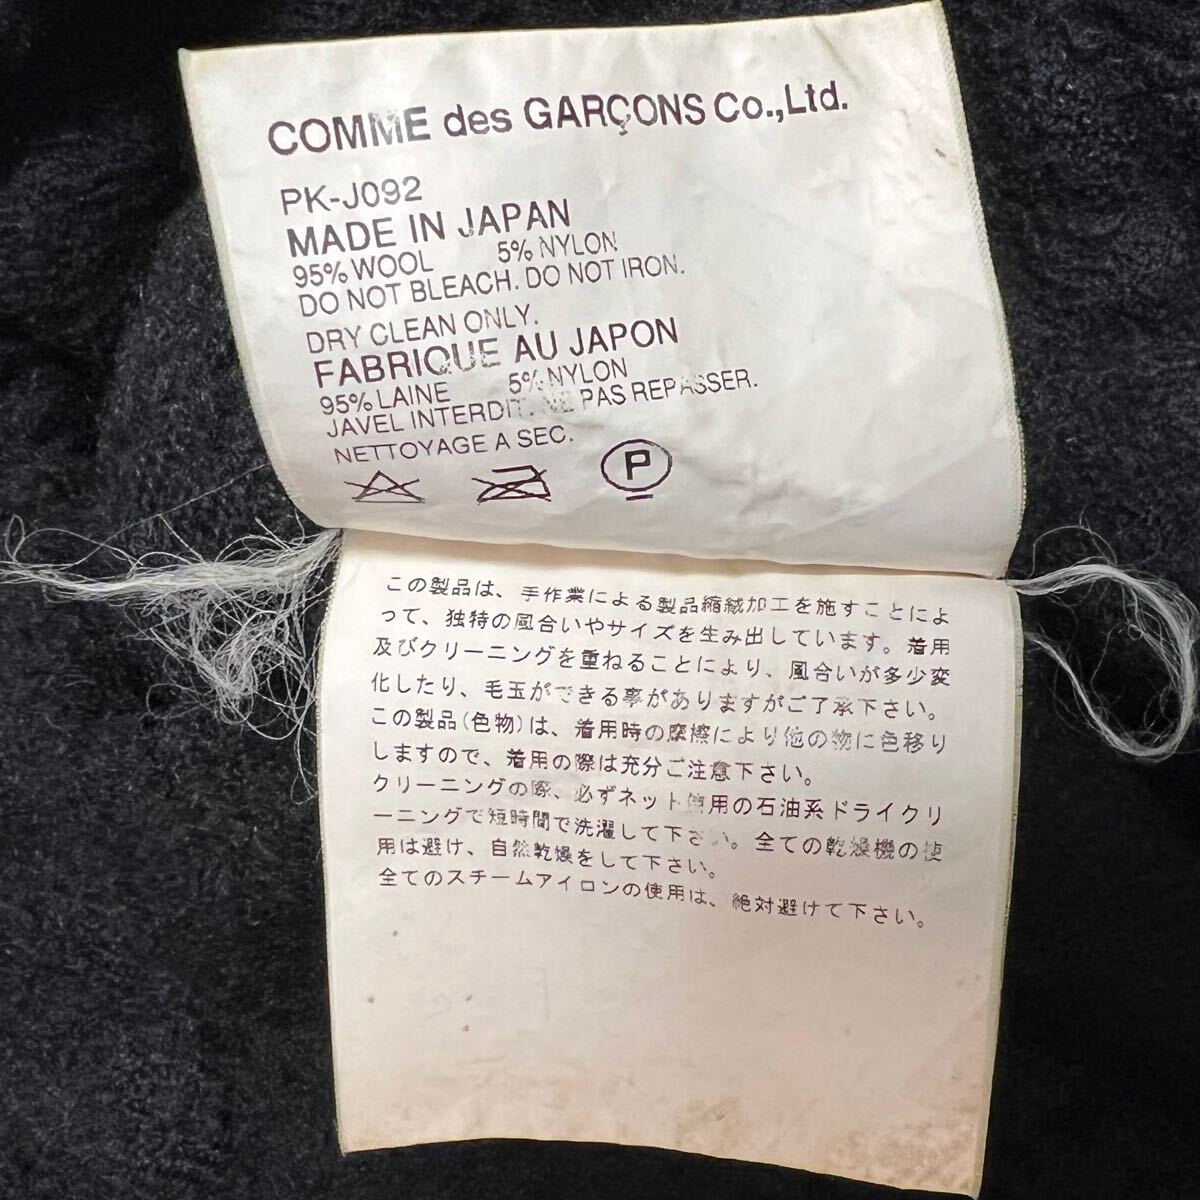 COMME des GARÇONS Co.,Ltd.
PK-J092
MADE IN JAPAN
95% WOOL 5% NYLON
DO NOT BLEACH. DO NOT IRON.
DRY CLEAN ONLY.
FABRIQUE AU JAPON
95% LAINE 5% NYLON
JAVEL INTERDIT. NE PAS REPASSER.
NETTOYAGE A SEC.
P
この製品は、手作業による製品縮絨加工を施すことによ
って、独特の風合いやサイズを生み出しています。着用
及びクリーニングを重ねることにより、風合いが多少変
化したり、毛玉ができる事がありますがご了承下さい。
この製品(色物)は、着用時の摩擦により他の物に色移り
しますので、着用の際は充分ご注意下さい。
クリーニングの際、必ずネット使用の石油系ドライクリ
ーニングで短時間で洗濯して下さい。全ての乾燥機の使
用は避け、自然乾燥をして下さい。
全てのスチームアイロンの使用は、絶対避けて下さい。